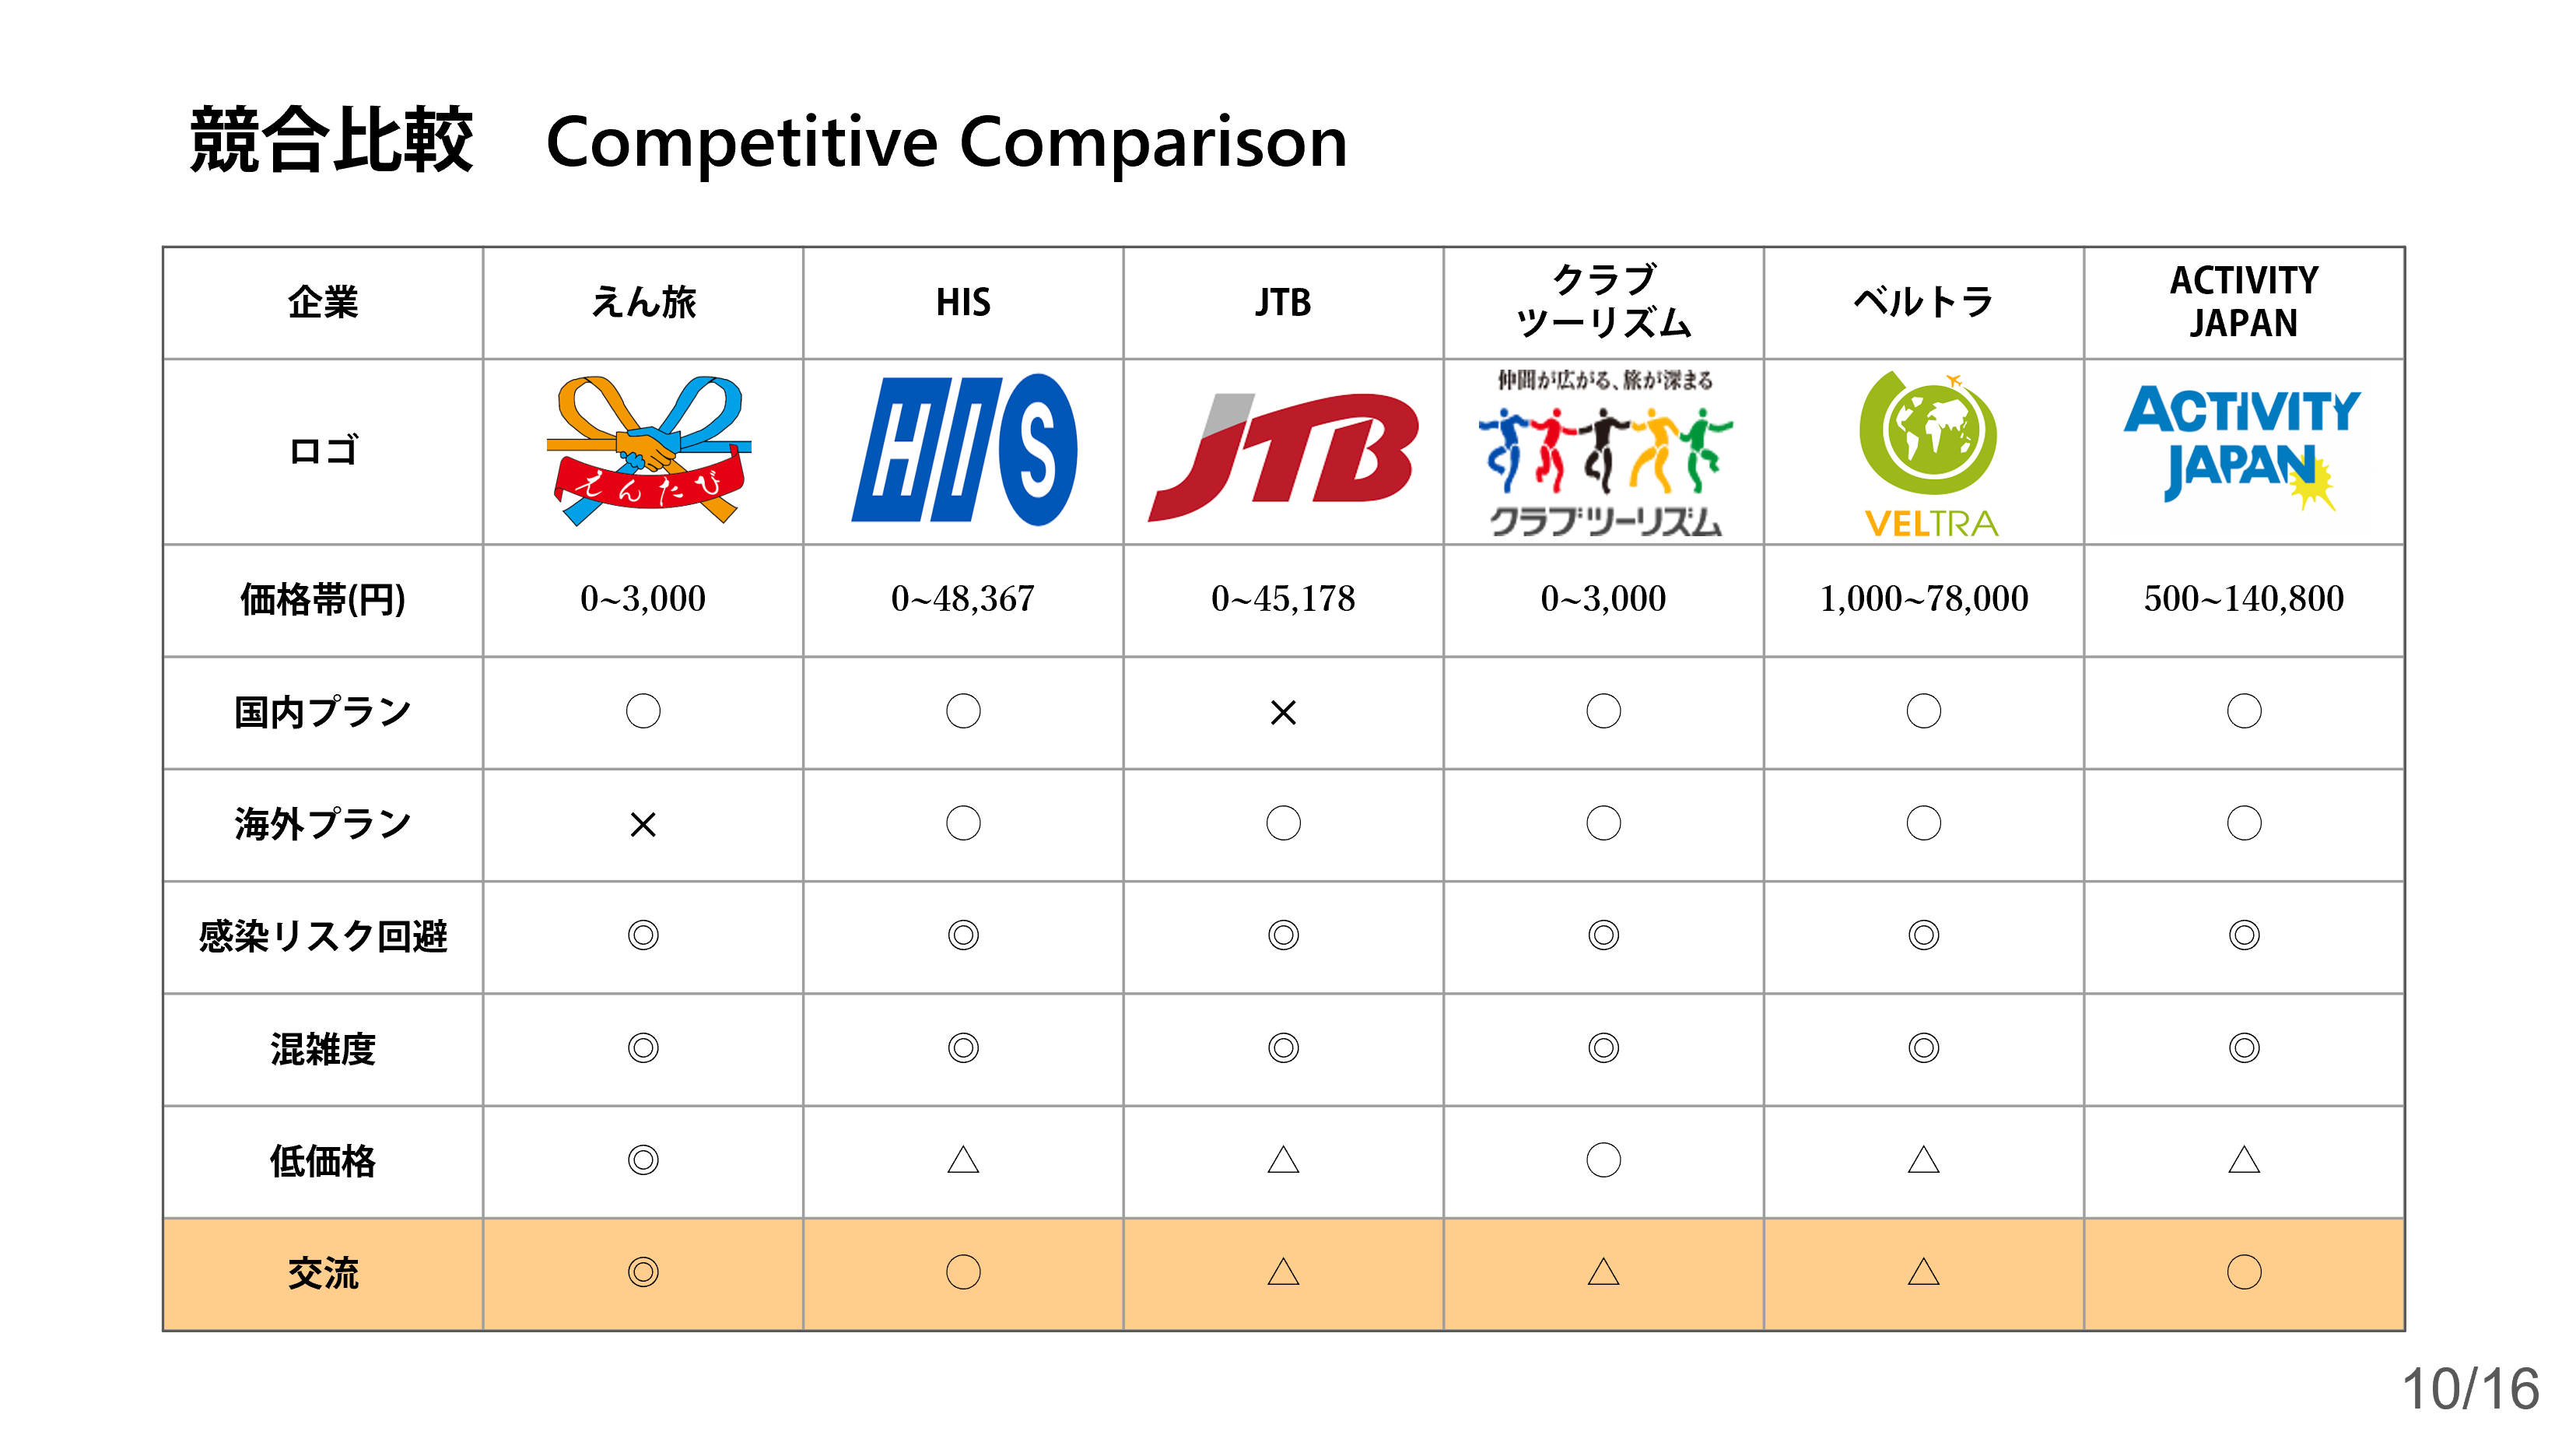 競合比較　Competitive Comparison
企業 えん旅 HIS JTB クラブ ツーリズム ベルトラ ACTIVITY JAPAN
ロゴ えんたび HIS JTB 仲間が広がる、旅が深まる クラブツーリズム VELTRA ACTIVITY JAPAN
価格帯(円) 0~3,000 0~48,367 0~45,178 0~3,000 1,000~78,000 500~140,800
国内プラン ○ ○ × ○ ○ ○
海外プラン × ○ ○ ○ ○ ○
感染リスク回避 ◎ ◎ ◎ ◎ ◎ ◎
混雑度 ◎ ◎ ◎ ◎ ◎ ◎
低価格 ◎ △ △ ○ △ △
交流 ◎ ○ △ △ △ ○
10/16